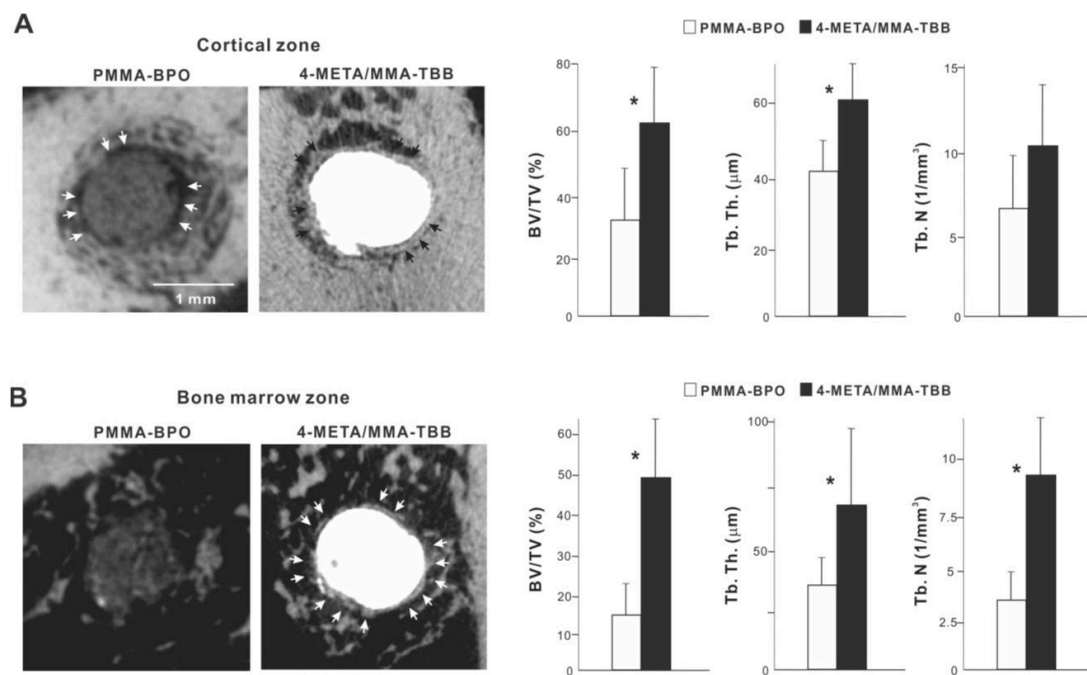 A
Cortical zone
PMMA-BPO
4-META/MMA-TBB
1 mm
PMMA-BPO 4-META/MMA-TBB
BV/TV (%)
80
60
40
20
0
*
Tb. Th. (μm)
60
40
20
0
*
Tb. N (1/mm³)
15
10
5
0
B
Bone marrow zone
PMMA-BPO
4-META/MMA-TBB
PMMA-BPO 4-META/MMA-TBB
BV/TV (%)
60
50
40
30
20
10
0
*
Tb. Th. (μm)
100
50
0
*
Tb. N (1/mm³)
10
5
2.5
0
*